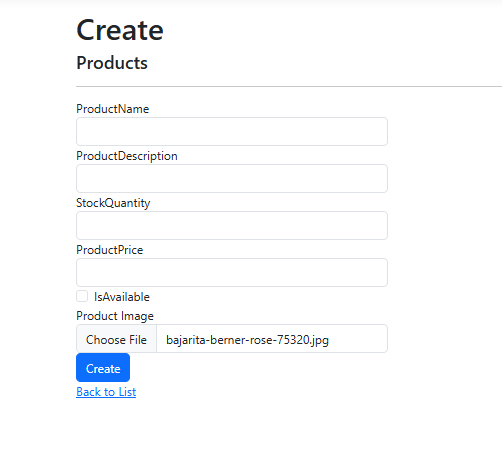 Create
Products
ProductName
ProductDescription
StockQuantity
ProductPrice
IsAvailable
Product Image
Choose File bajarita-berner-rose-75320.jpg
Create
Back to List